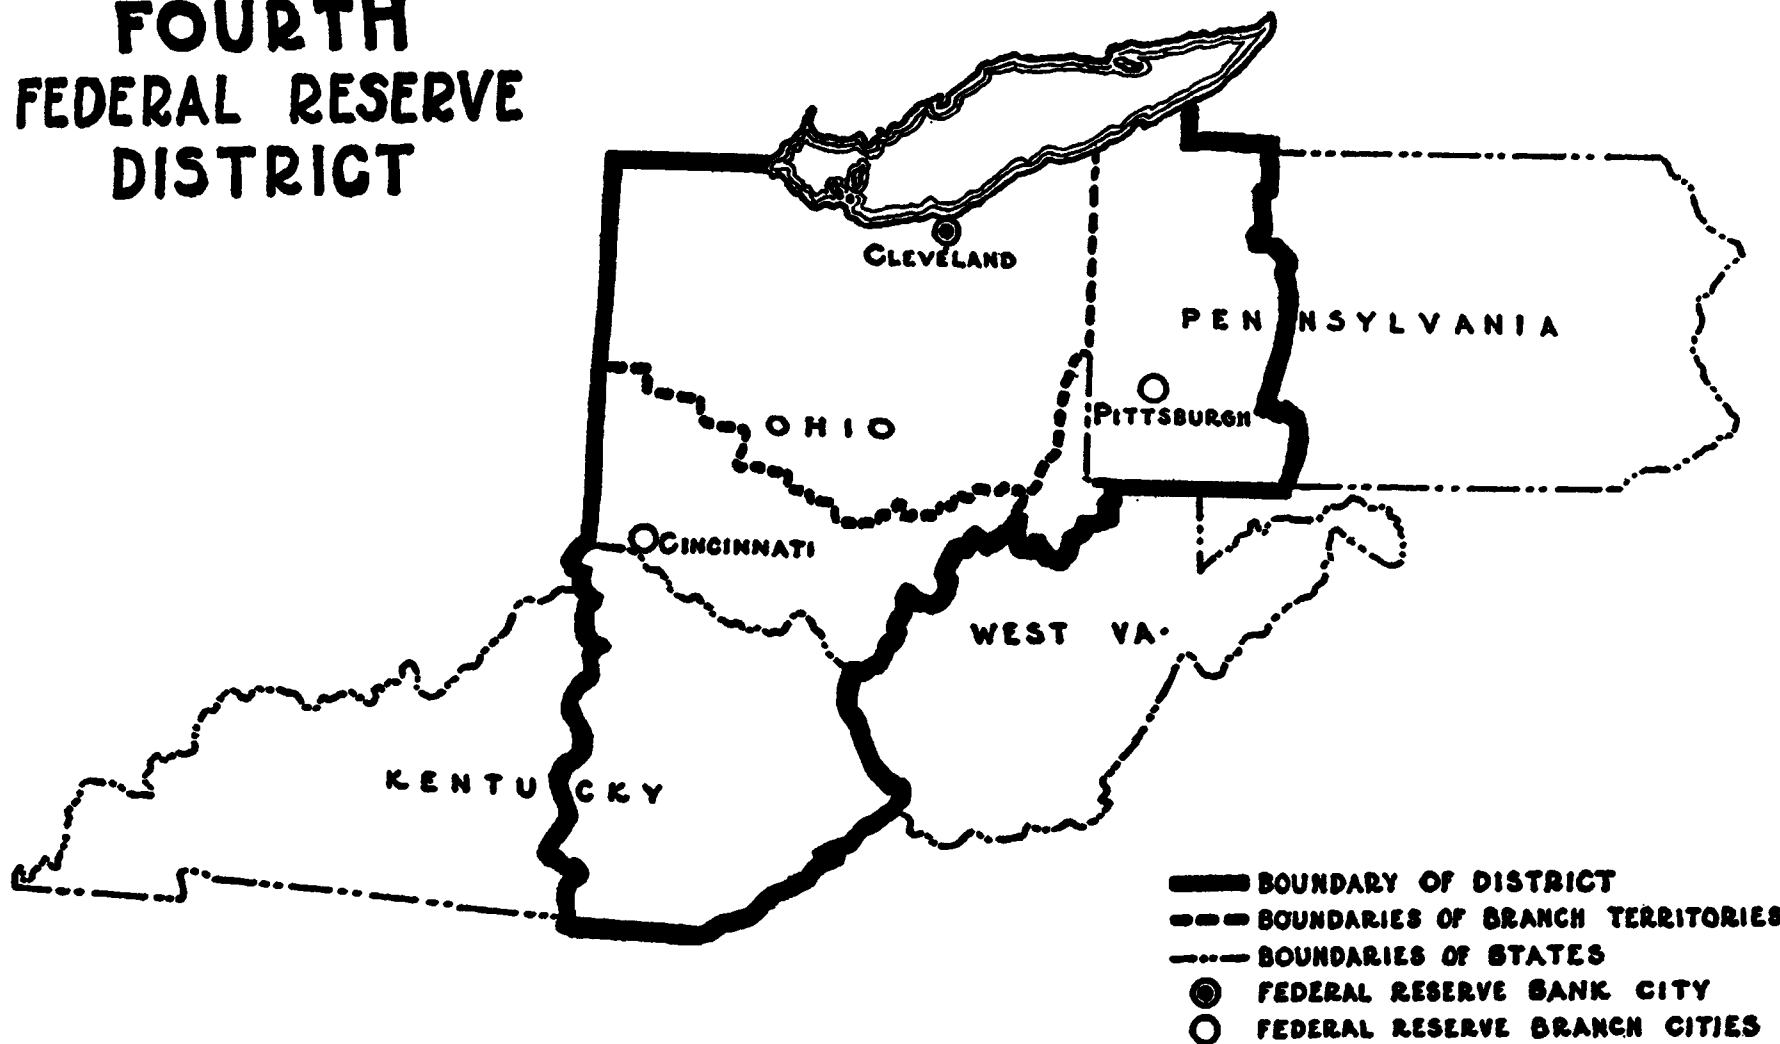 FOURTH
FEDERAL RESERVE
DISTRICT
CLEVELAND
PENNSYLVANIA
PITTSBURGH
OHIO
CINCINNATI
WEST VA.
KENTUCKY
BOUNDARY OF DISTRICT
BOUNDARIES OF BRANCH TERRITORIES
BOUNDARIES OF STATES
FEDERAL RESERVE BANK CITY
FEDERAL RESERVE BRANCH CITIES